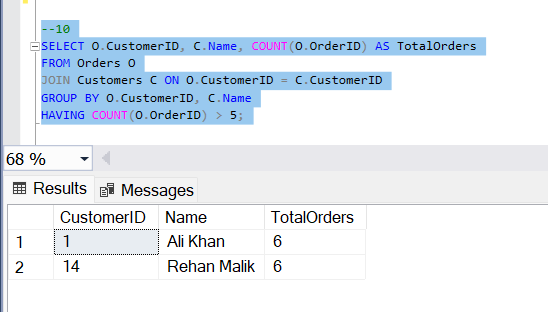 --10
SELECT O.CustomerID, C.Name, COUNT(O.OrderID) AS TotalOrders
FROM Orders O
JOIN Customers C ON O.CustomerID = C.CustomerID
GROUP BY O.CustomerID, C.Name
HAVING COUNT(O.OrderID) > 5;
68 %
Results Messages
CustomerID Name TotalOrders
1 1 Ali Khan 6
2 14 Rehan Malik 6